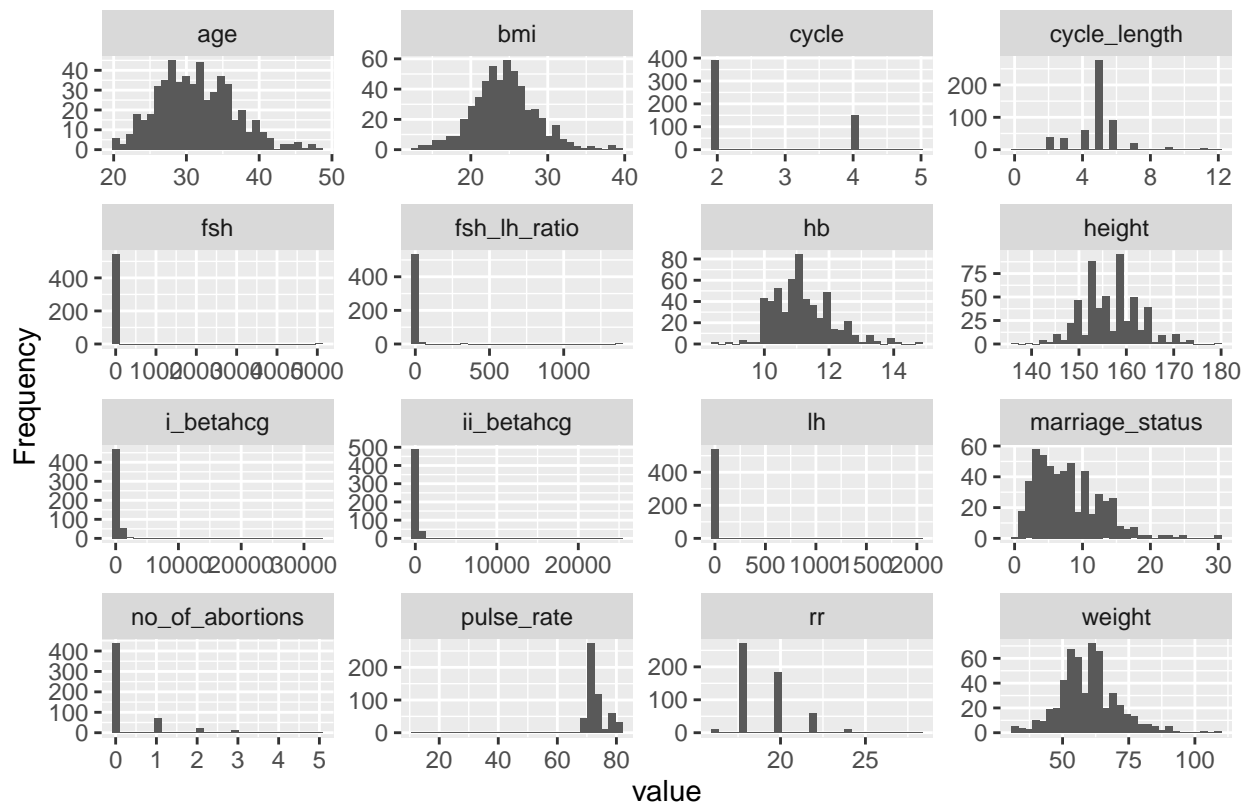 age bmi cycle cycle_length
40 30 20 10 0
60 40 20 0
400 300 200 100 0
200 100 0
20 30 40 50
20 30 40
2 3 4 5
0 4 8 12
fsh fsh_lh_ratio hb height
400 200 0
400 200 0
80 60 40 20 0
75 50 25 0
0 1000 2000 3000 4000 5000
0 500 1000
10 12 14
140 150 160 170 180
Frequency
i_betahcg ii_betahcg lh marriage_status
400 300 200 100 0
500 400 300 200 100 0
400 200 0
60 40 20 0
0 10000 20000 30000
0 10000 20000
0 500 1000 1500 2000
0 10 20 30
no_of_abortions pulse_rate rr weight
400 300 200 100 0
200 100 0
200 100 0
60 40 20 0
0 1 2 3 4 5
20 40 60 80
20 25
50 75 100
value